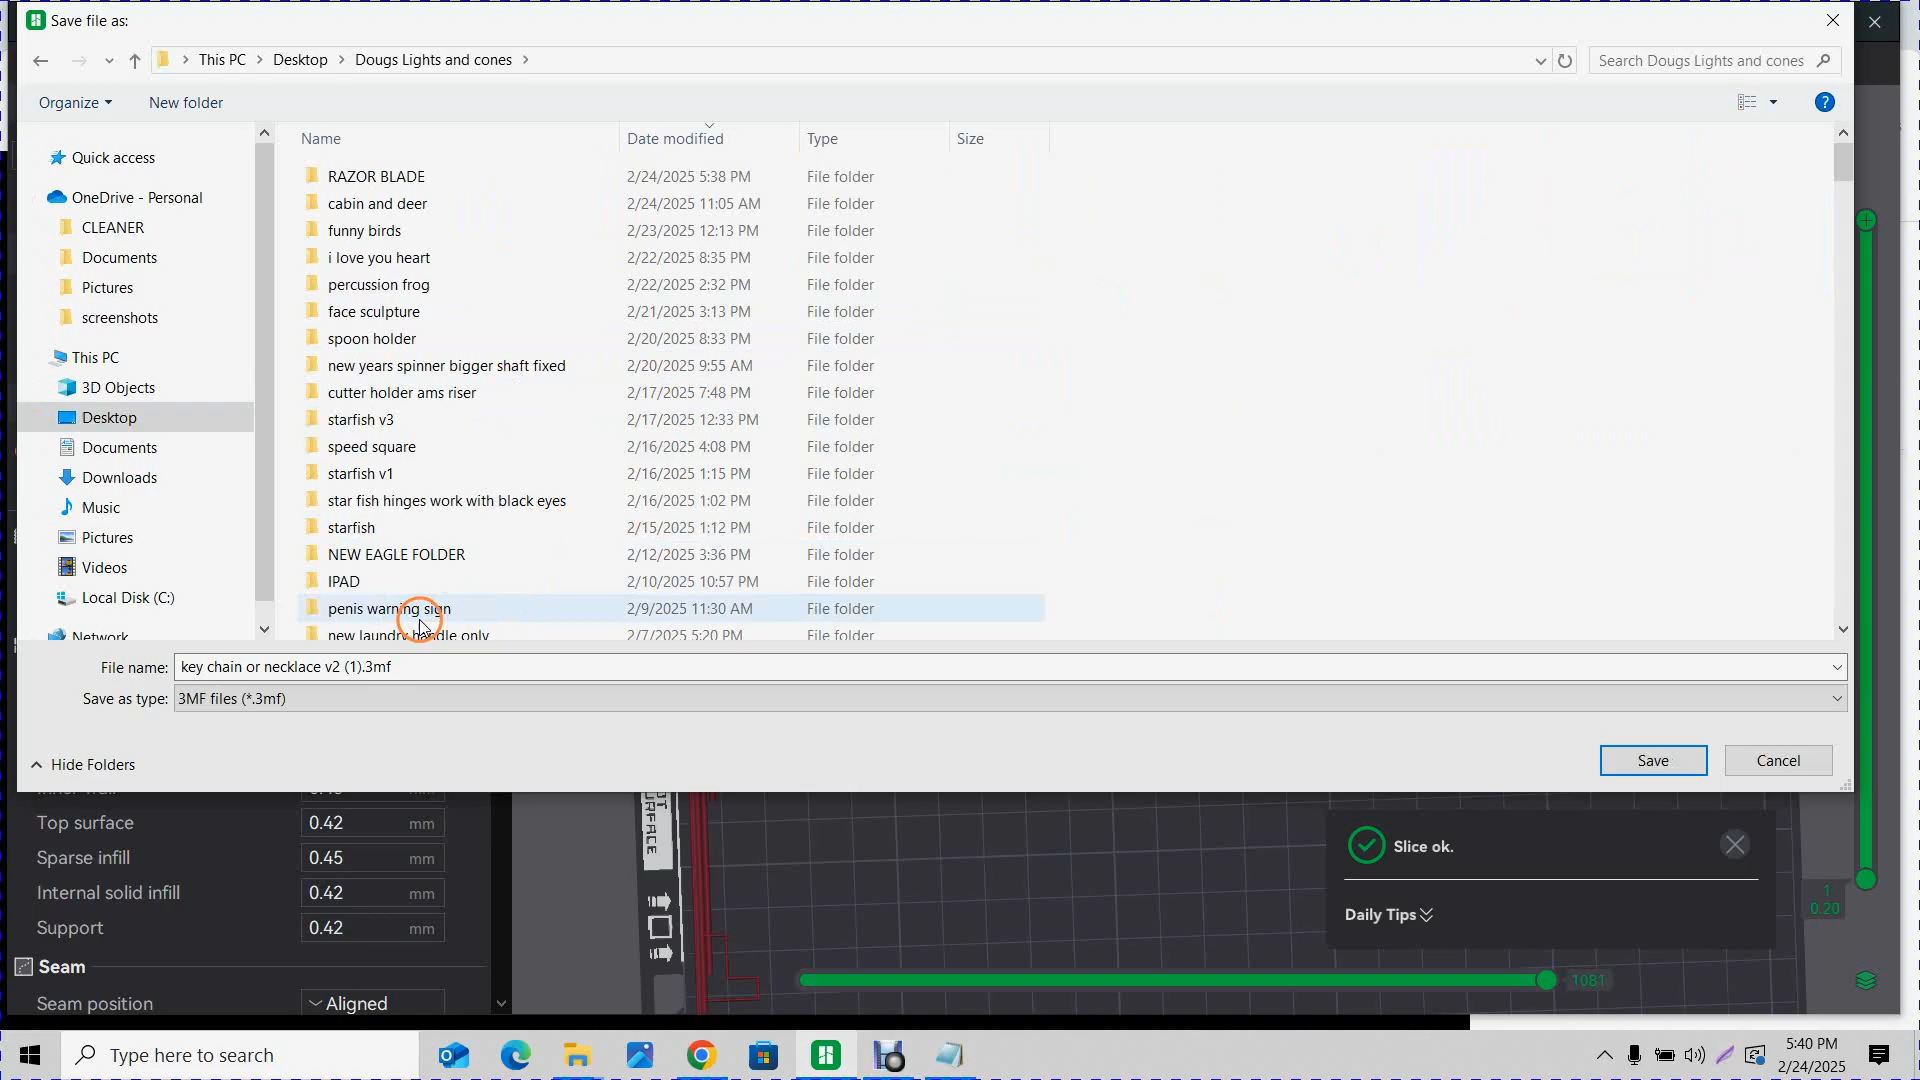 Save file as:
This PC > Desktop > Dougs Lights and cones >
Search Dougs Lights and cones
Organize New folder
Name Date modified Type Size
Quick access
OneDrive - Personal
CLEANER
Documents
Pictures
screenshots
This PC
3D Objects
Desktop
Documents
Downloads
Music
Pictures
Videos
Local Disk (C:)
Network
RAZOR BLADE 2/24/2025 5:38 PM File folder
cabin and deer 2/24/2025 11:05 AM File folder
funny birds 2/23/2025 12:13 PM File folder
i love you heart 2/22/2025 8:35 PM File folder
percussion frog 2/22/2025 2:32 PM File folder
face sculpture 2/21/2025 3:13 PM File folder
spoon holder 2/20/2025 8:33 PM File folder
new years spinner bigger shaft fixed 2/20/2025 9:55 AM File folder
cutter holder ams riser 2/17/2025 7:48 PM File folder
starfish v3 2/17/2025 12:33 PM File folder
speed square 2/16/2025 4:08 PM File folder
starfish v1 2/16/2025 1:15 PM File folder
star fish hinges work with black eyes 2/16/2025 1:02 PM File folder
starfish 2/15/2025 1:12 PM File folder
NEW EAGLE FOLDER 2/12/2025 3:36 PM File folder
IPAD 2/10/2025 10:57 PM File folder
penis warning sign 2/9/2025 11:30 AM File folder
new laundry handle only 2/7/2025 5:20 PM File folder
File name: key chain or necklace v2 (1).3mf
Save as type: 3MF files (*.3mf)
Hide Folders
Save Cancel
Top surface 0.42 mm
Sparse infill 0.45 mm
Internal solid infill 0.42 mm
Support 0.42 mm
Seam
Seam position Aligned
Slice ok.
Daily Tips
1
0.20
1081
Type here to search
5:40 PM
2/24/2025